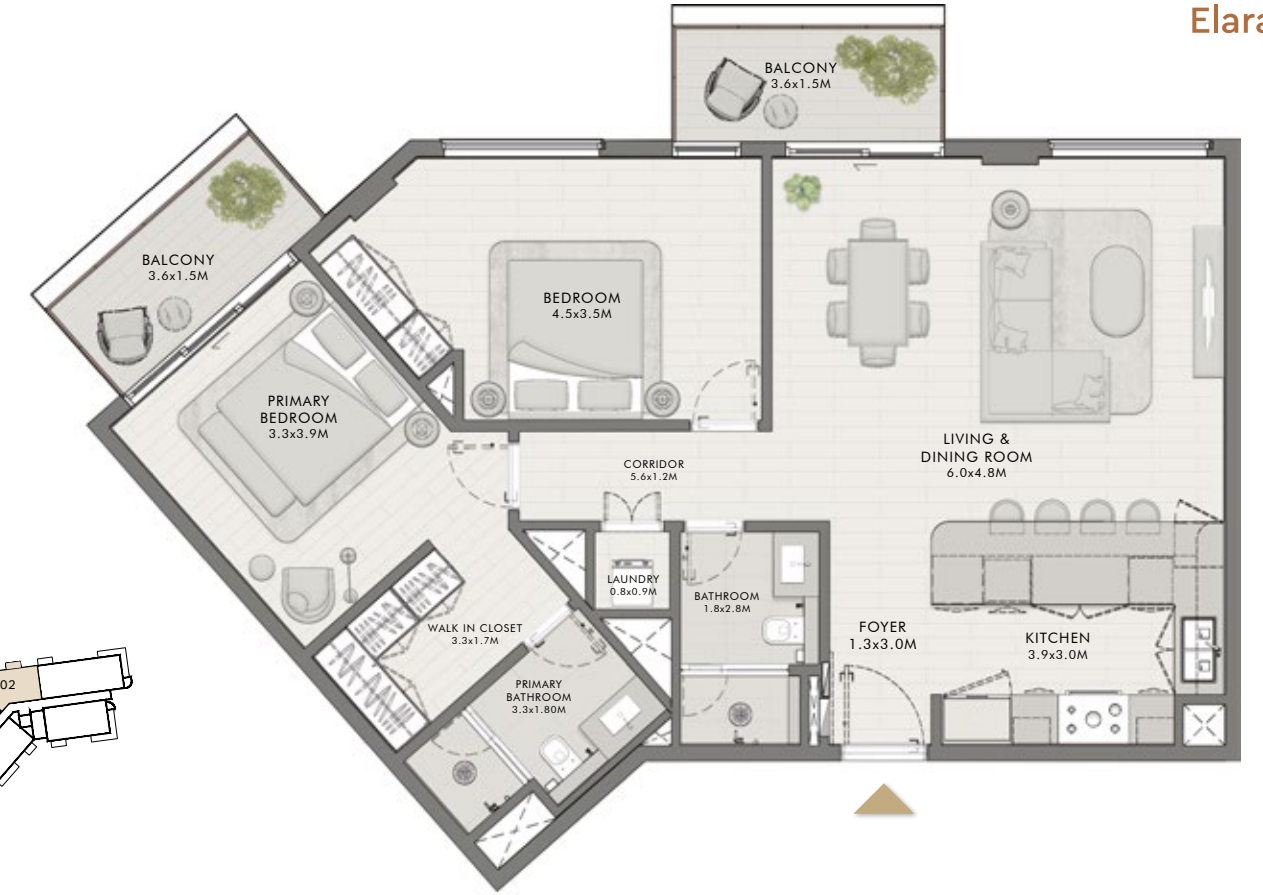 Elara
BALCONY
3.6x1.5M
BALCONY
3.6x1.5M
BEDROOM
4.5x3.5M
PRIMARY
BEDROOM
3.3x3.9M
LIVING &
DINING ROOM
6.0x4.8M
CORRIDOR
5.6x1.2M
LAUNDRY
0.8x0.9M
BATHROOM
1.8x2.8M
WALK IN CLOSET
3.3x1.7M
FOYER
1.3x3.0M
KITCHEN
3.9x3.0M
PRIMARY
BATHROOM
3.3x1.80M
02